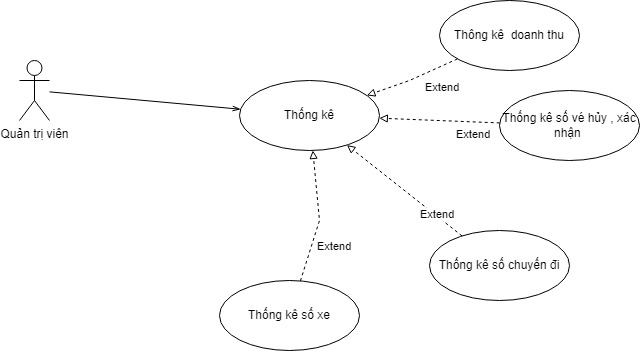 Thông kê doanh thu
Extend
Thống kê
Thống kê số vé hủy , xác
nhận
Extend
Quản trị viên
Extend
Thống kê số chuyến đi
Extend
Thống kê số xe